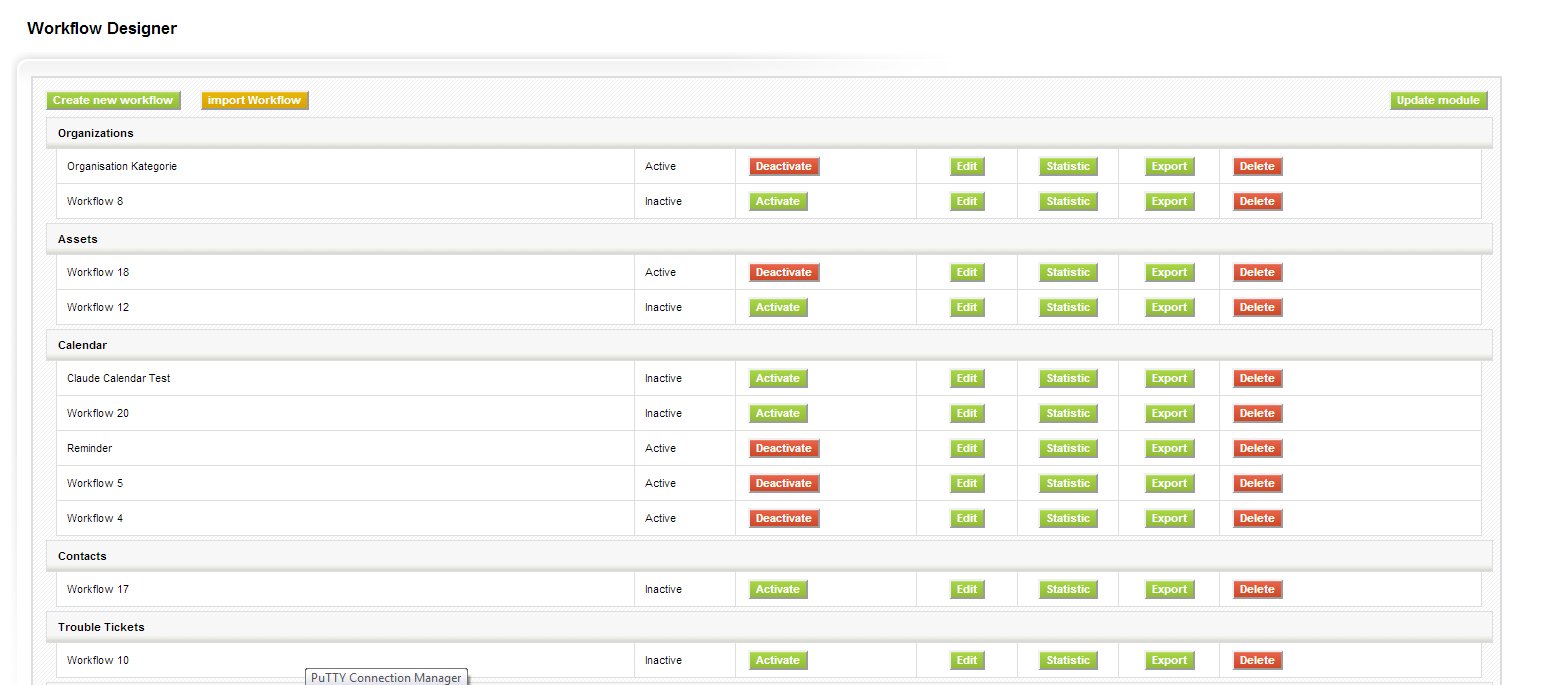 Workflow Designer
Create new workflow import Workflow Update module
Organizations
Organisation Kategorie Active Deactivate Edit Statistic Export Delete
Workflow 8 Inactive Activate Edit Statistic Export Delete
Assets
Workflow 18 Active Deactivate Edit Statistic Export Delete
Workflow 12 Inactive Activate Edit Statistic Export Delete
Calendar
Claude Calendar Test Inactive Activate Edit Statistic Export Delete
Workflow 20 Inactive Activate Edit Statistic Export Delete
Reminder Active Deactivate Edit Statistic Export Delete
Workflow 5 Active Deactivate Edit Statistic Export Delete
Workflow 4 Active Deactivate Edit Statistic Export Delete
Contacts
Workflow 17 Inactive Activate Edit Statistic Export Delete
Trouble Tickets
Workflow 10 Inactive Activate Edit Statistic Export Delete
PuTTY Connection Manager